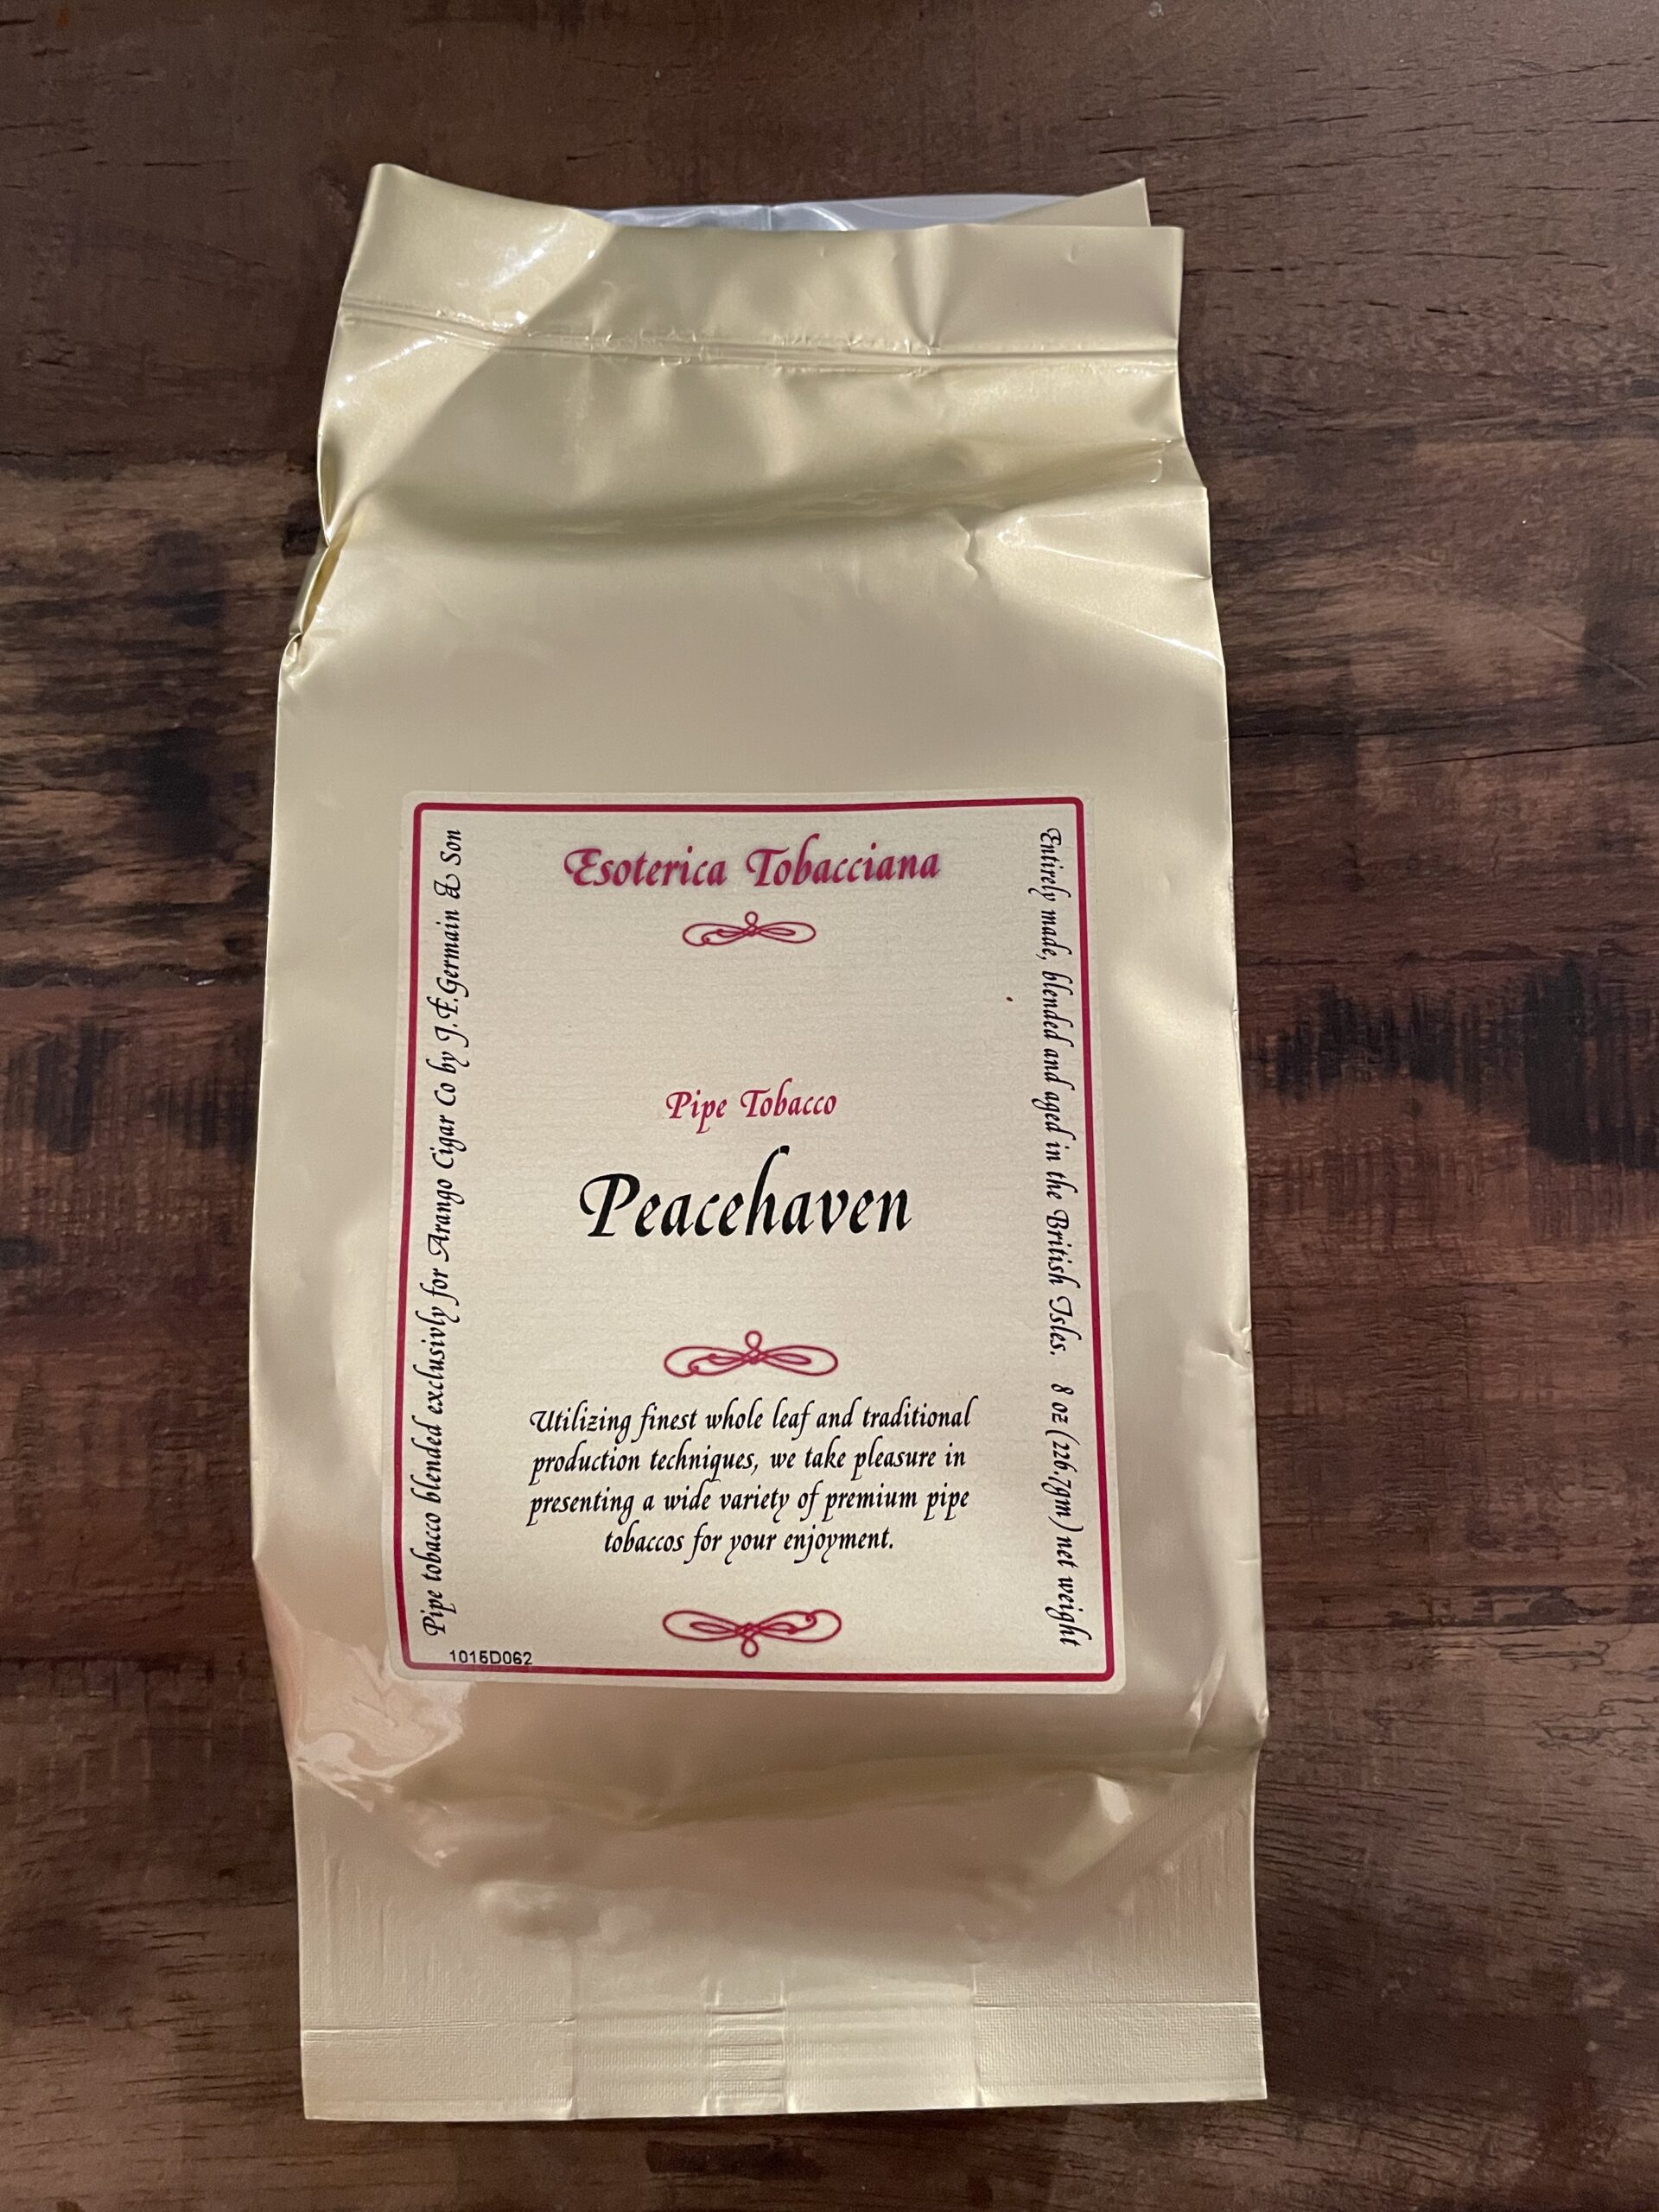 Esoterica Tobacciana
Pipe Tobacco
Peacehaven
Utilizing finest whole leaf and traditional
production techniques, we take pleasure in
presenting a wide variety of premium pipe
tobaccos for your enjoyment.
Pipe tobacco blended exclusivly for Arango Cigar Co by J.F.Germain & Son
Entirely made, blended and aged in the British Isles. 8 oz (226.7gm) net weight
1015D062